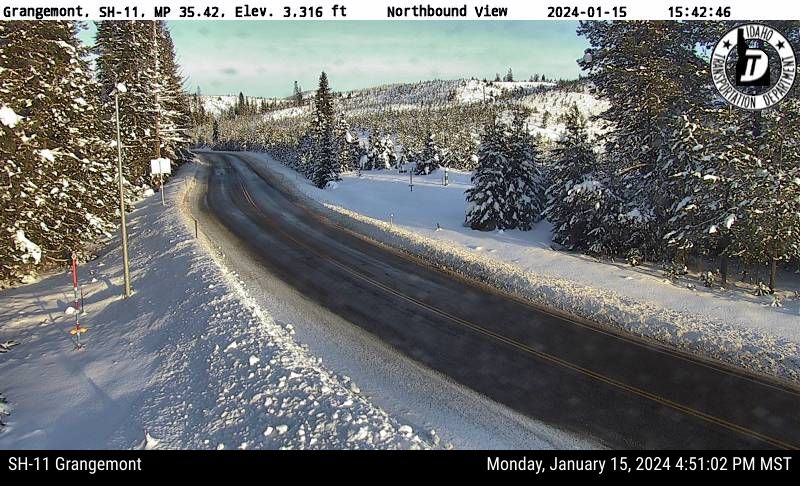 Grangemont, SH-11, MP 35.42, Elev. 3,316 ft Northbound View 2024-01-15 15:42:46
IDAHO
TRANSPORTATION DEPARTMENT
SH-11 Grangemont Monday, January 15, 2024 4:51:02 PM MST